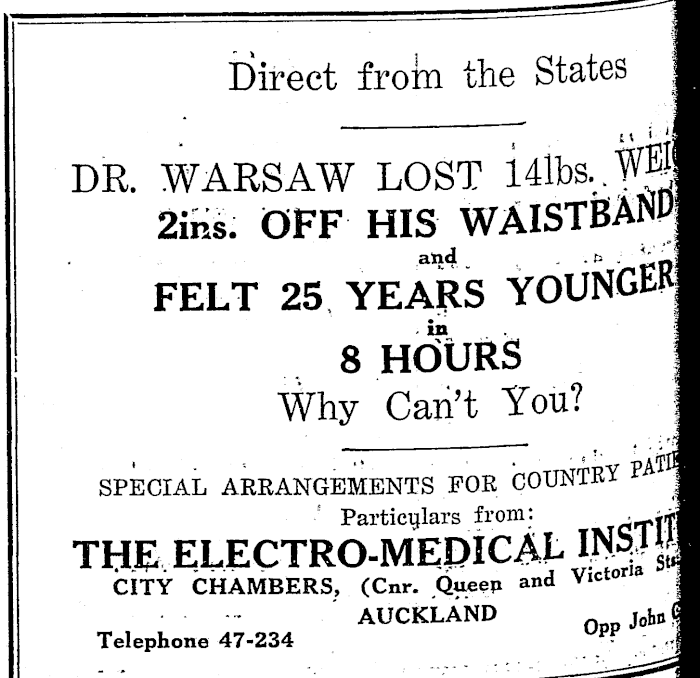 Direct from the States
DR. WARSAW LOST 14lbs.
2ins. OFF HIS WAISTBAND
and
FELT 25 YEARS YOUNGER
in
8 HOURS
Why Can't You?
SPECIAL ARRANGEMENTS FOR COUNTRY
Particulars from:
THE ELECTRO-MEDICAL
CITY CHAMBERS, (Cnr. Queen and Victoria
AUCKLAND
Opp John
Telephone 47-234